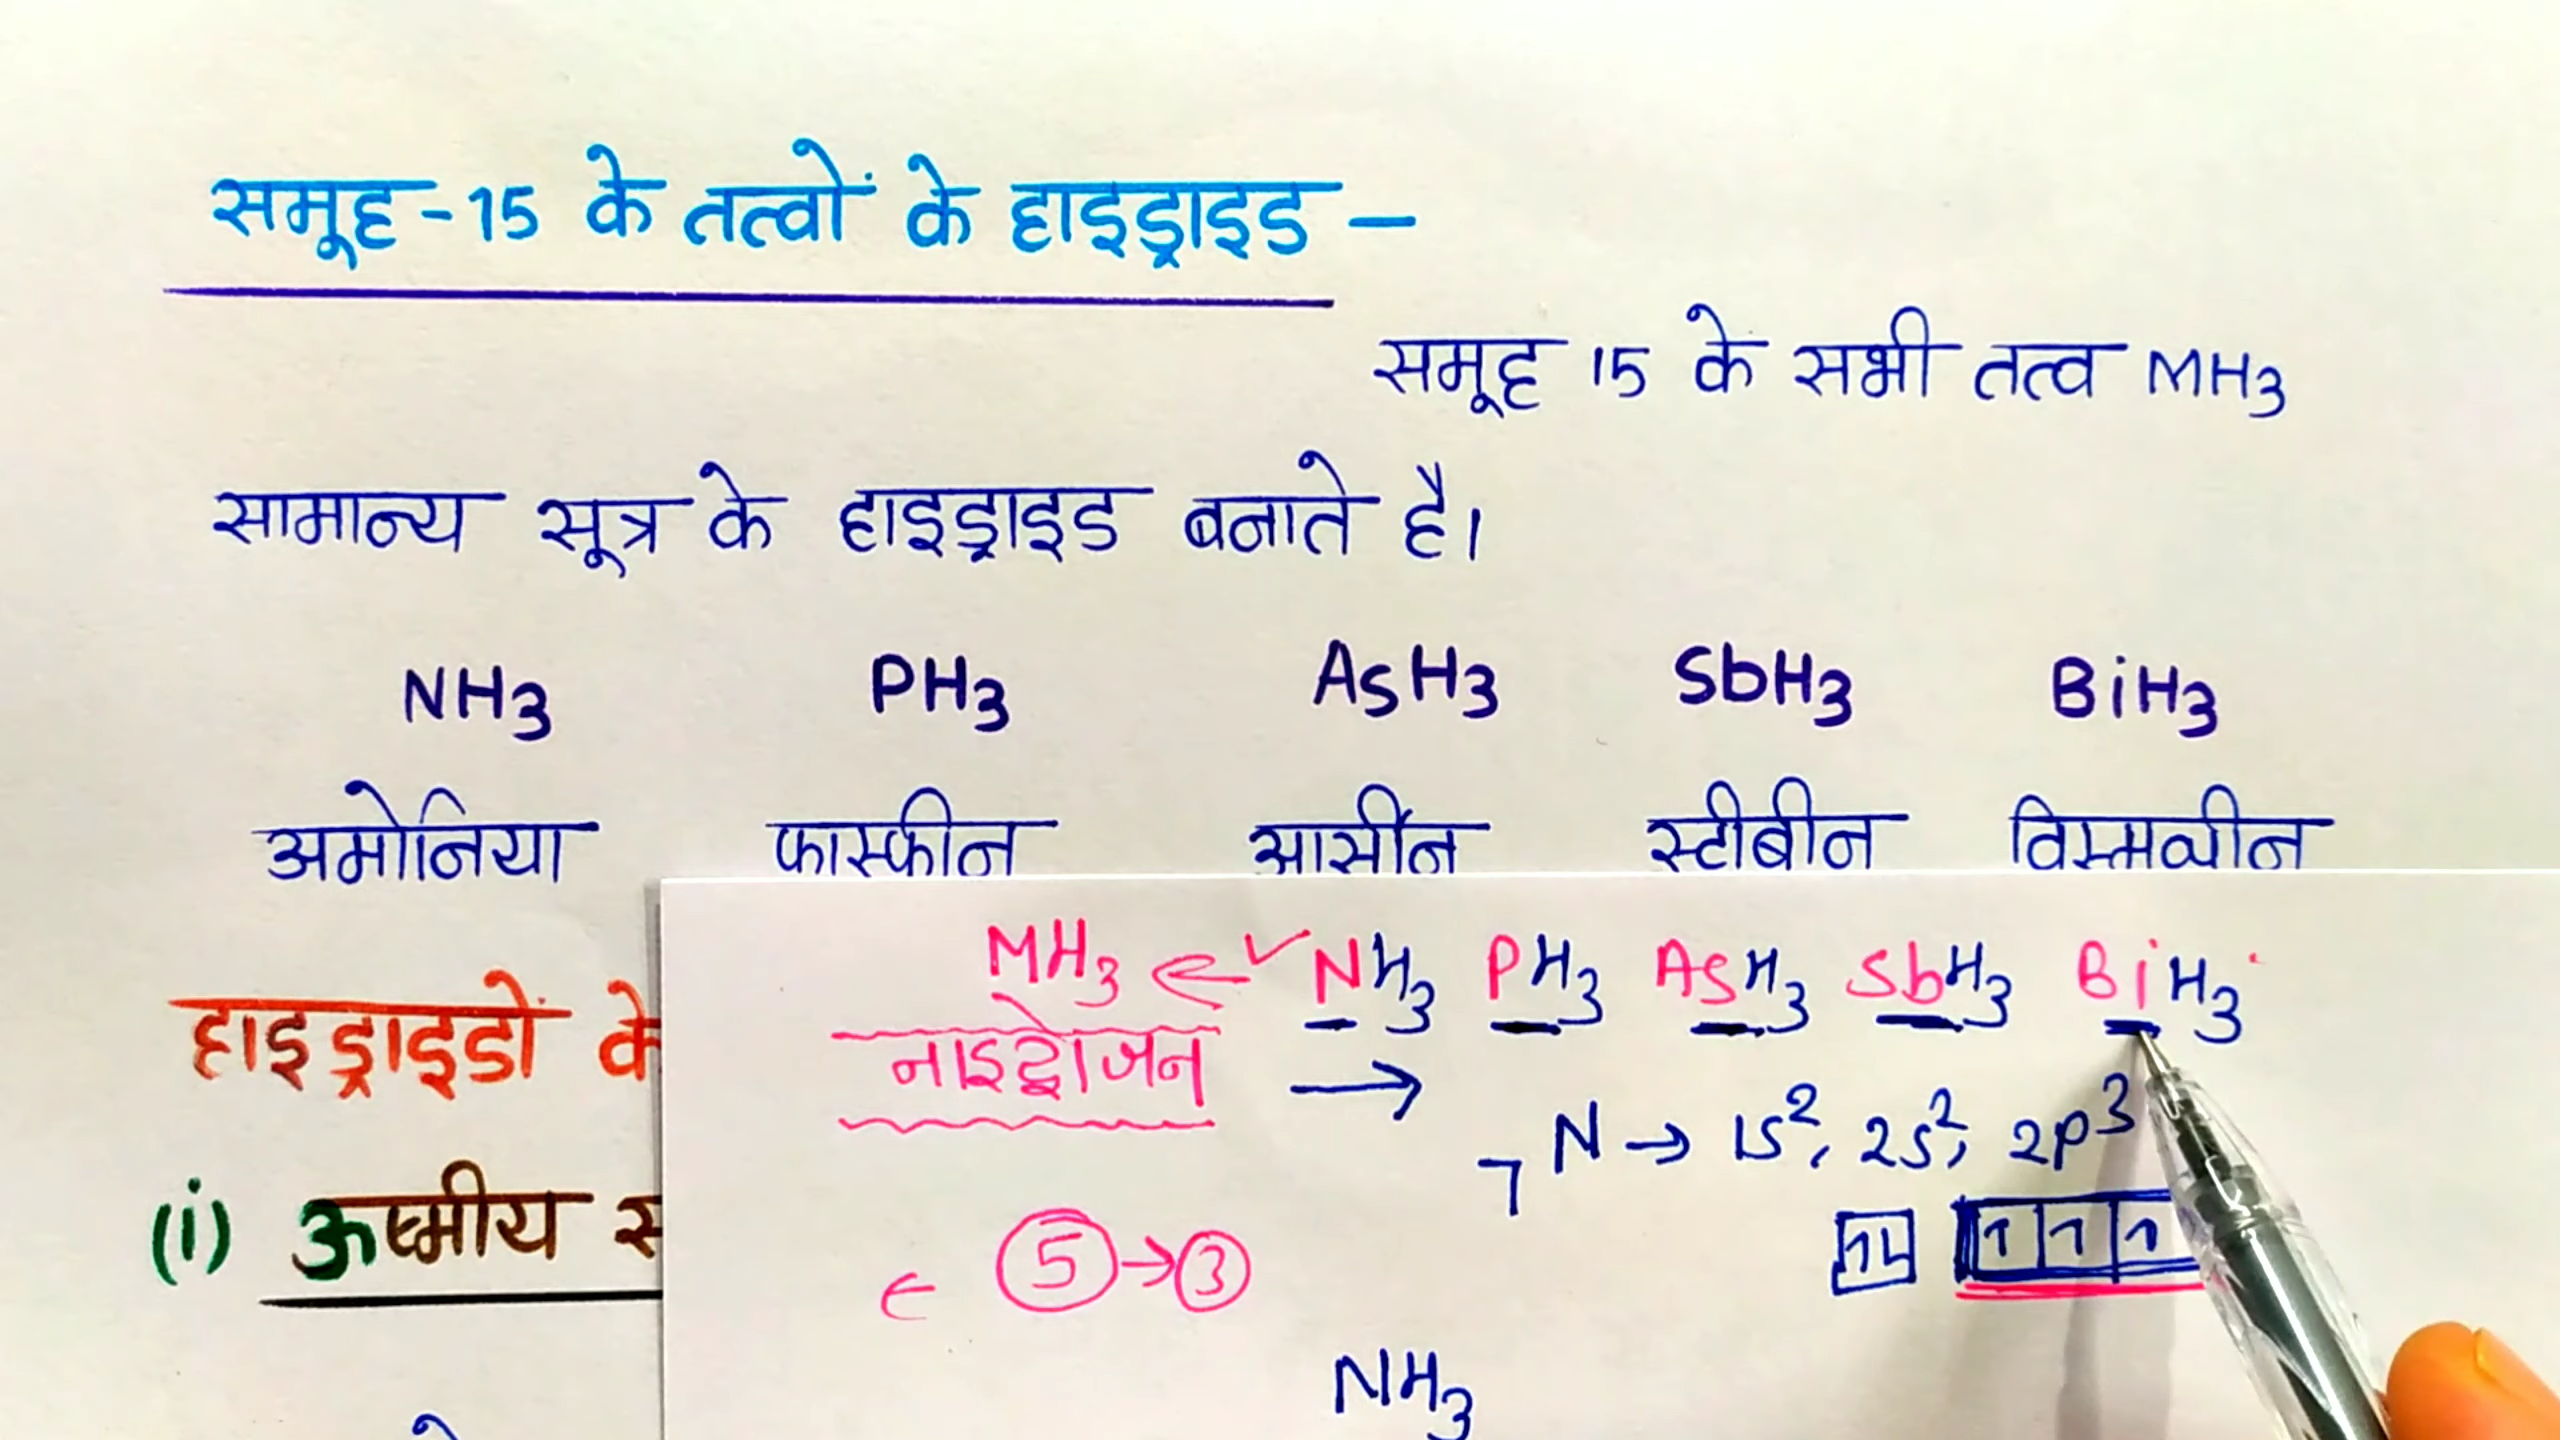 समूह - 15 के तत्वों के हाइड्राइड —
समूह 15 के सभी तत्व MH3
सामान्य सूत्र के हाइड्राइड बनाते है।
NH3 PH3 AsH3 SbH3 BiH3
अमोनिया फास्फीन आर्सीन स्टीबीन
हाइड्राइडों के
(i) ऊष्मीय
MH3 NH3 PH3 AsH3 SbH3 BiH3
नाइट्रोजन →
7N → 1s², 2s², 2p³
5 → 3
NH3